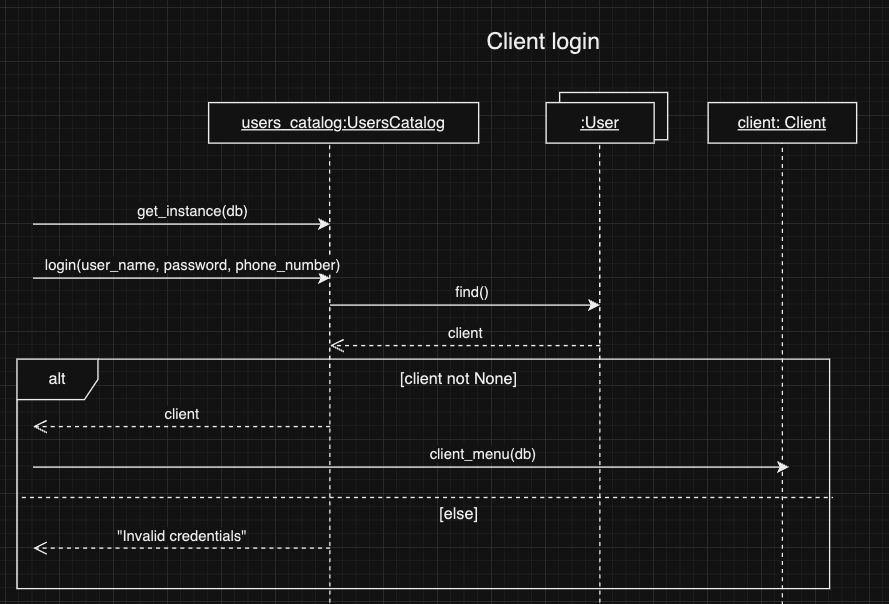 Client login
users_catalog:UsersCatalog
:User
client: Client
get_instance(db)
login(user_name, password, phone_number)
find()
client
alt
[client not None]
client
client_menu(db)
[else]
"Invalid credentials"